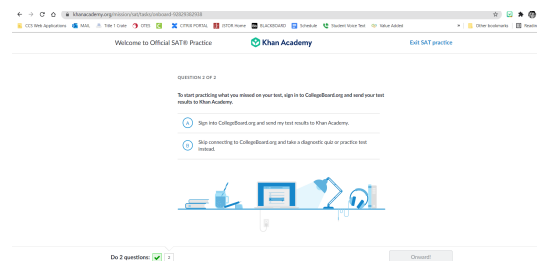 khanacademy.org/mission/sat/tasks/onboard-92829362938
CCS Web Applications MAIL Title 1 Crate OTIS CITRIX PORTAL JSTOR Home BLACKBOARD Schedule Student Voice Text Value Added Other bookmarks
Welcome to Official SAT® Practice Khan Academy Exit SAT practice
QUESTION 2 OF 2
To start practicing what you missed on your test, sign in to CollegeBoard.org and send your test
results to Khan Academy.
A Sign into CollegeBoard.org and send my test results to Khan Academy.
B Skip connecting to CollegeBoard.org and take a diagnostic quiz or practice test
instead.
Do 2 questions: 2 Onward!